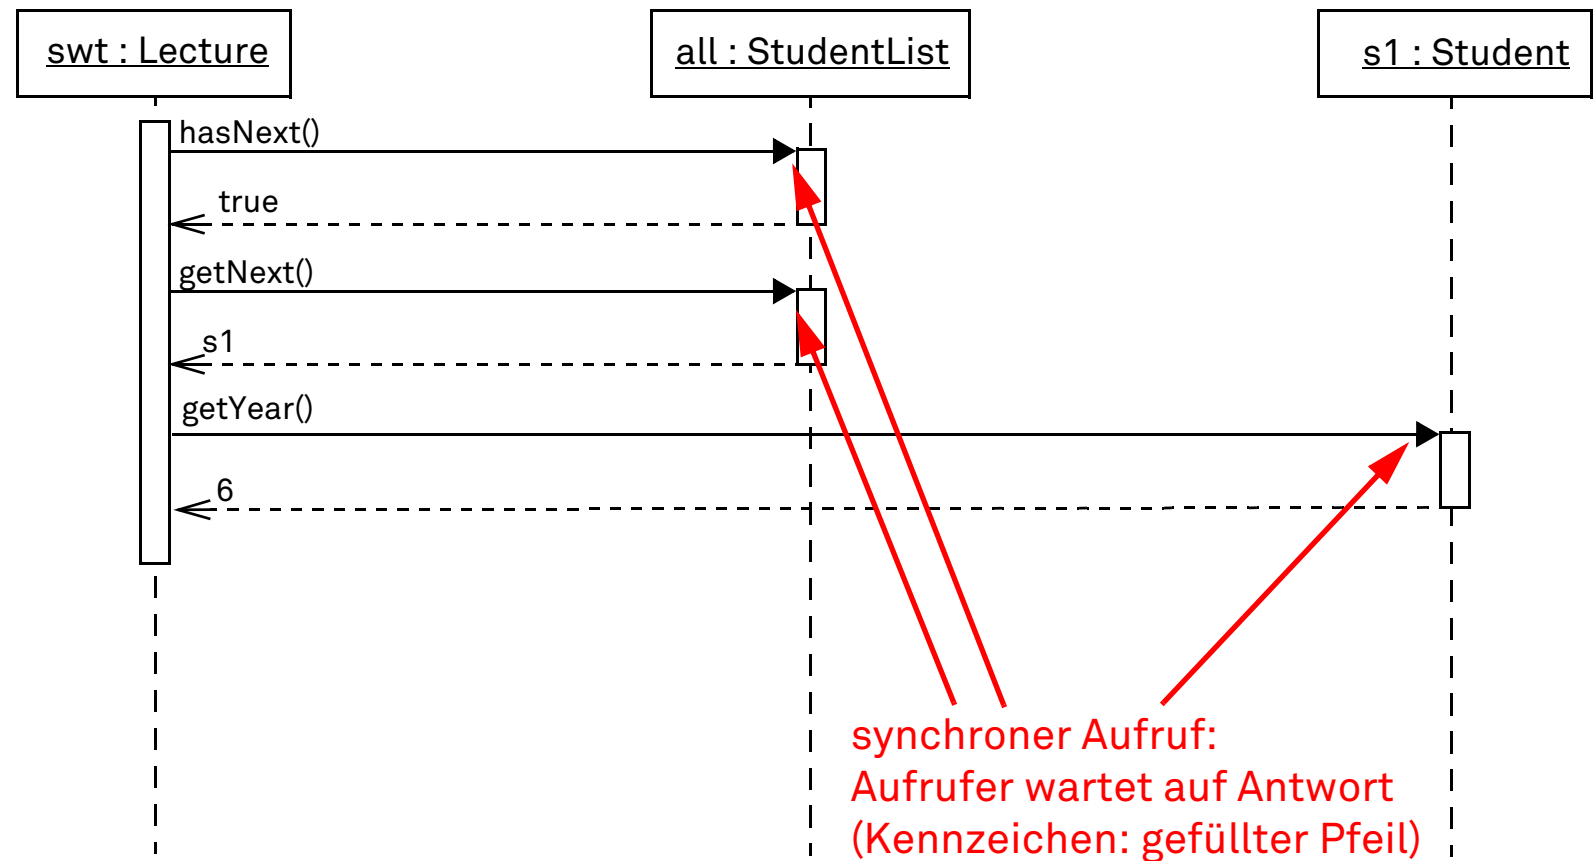 swt : Lecture
all : StudentList
s1 : Student
hasNext()
true
getNext()
s1
getYear()
6
synchroner Aufruf:
Aufrufer wartet auf Antwort
(Kennzeichen: gefüllter Pfeil)